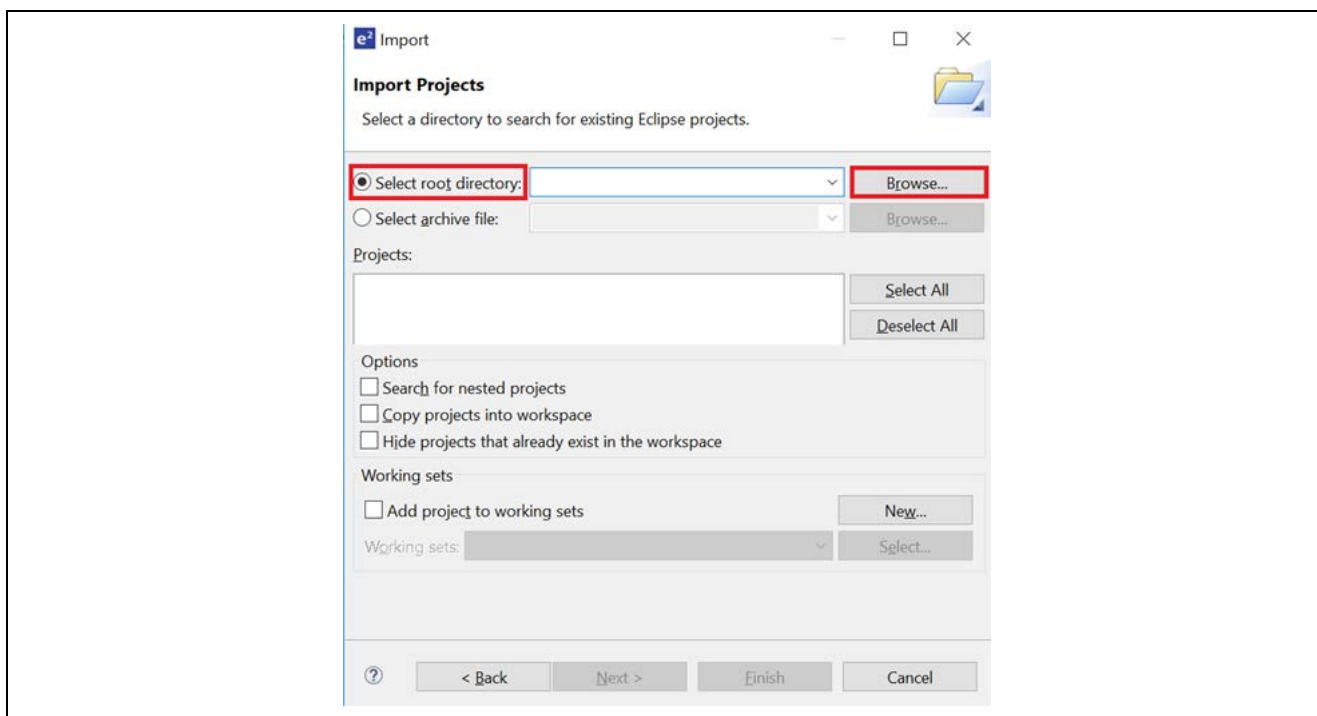 e² Import
Import Projects
Select a directory to search for existing Eclipse projects.
Select root directory: Browse...
Select archive file: Browse...
Projects:
Select All
Deselect All
Options
Search for nested projects
Copy projects into workspace
Hide projects that already exist in the workspace
Working sets
Add project to working sets New...
Working sets: Select...
? < Back Next > Finish Cancel